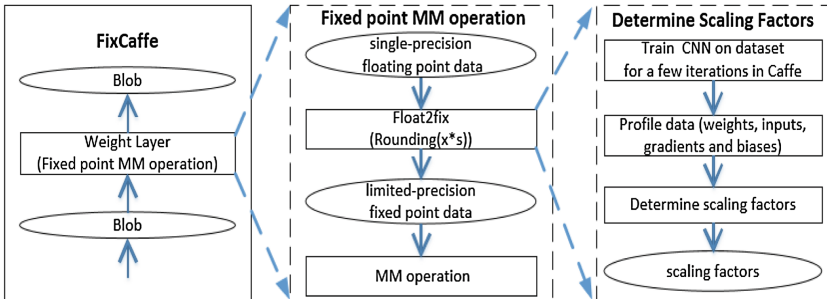 FixCaffe
Blob
Weight Layer
(Fixed point MM operation)
Blob
Fixed point MM operation
single-precision
floating point data
Float2fix
(Rounding(x*s))
limited-precision
fixed point data
MM operation
Determine Scaling Factors
Train CNN on dataset
for a few iterations in Caffe
Profile data (weights, inputs,
gradients and biases)
Determine scaling factors
scaling factors